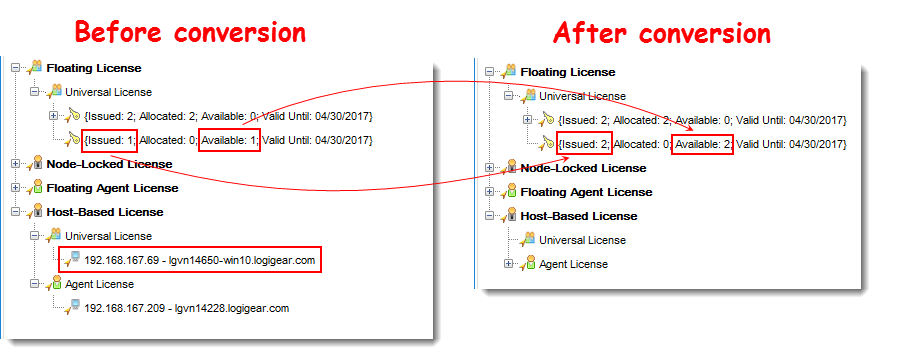 Before conversion
Floating License
Universal License
{Issued: 2; Allocated: 2; Available: 0; Valid Until: 04/30/2017}
{Issued: 1; Allocated: 0; Available: 1; Valid Until: 04/30/2017}
Node-Locked License
Floating Agent License
Host-Based License
Universal License
192.168.167.69 - lgvn14650-win10.logigear.com
Agent License
192.168.167.209 - lgvn14228.logigear.com
After conversion
Floating License
Universal License
{Issued: 2; Allocated: 2; Available: 0; Valid Until: 04/30/2017}
{Issued: 2; Allocated: 0; Available: 2; Valid Until: 04/30/2017}
Node-Locked License
Floating Agent License
Host-Based License
Universal License
Agent License